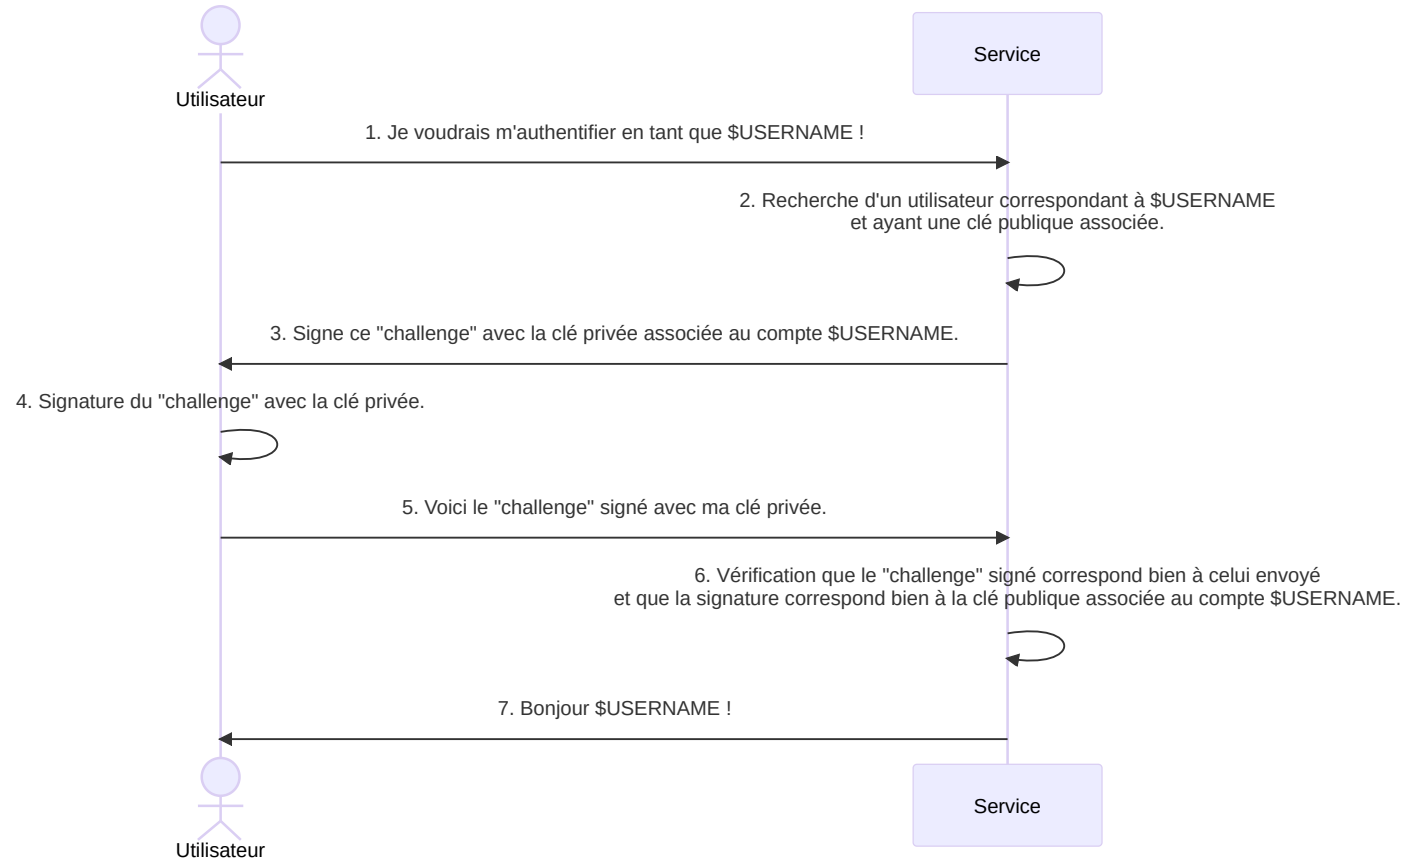 Utilisateur
Service
1. Je voudrais m'authentifier en tant que $USERNAME !
2. Recherche d'un utilisateur correspondant à $USERNAME
et ayant une clé publique associée.
3. Signe ce "challenge" avec la clé privée associée au compte $USERNAME.
4. Signature du "challenge" avec la clé privée.
5. Voici le "challenge" signé avec ma clé privée.
6. Vérification que le "challenge" signé correspond bien à celui envoyé
et que la signature correspond bien à la clé publique associée au compte $USERNAME.
7. Bonjour $USERNAME !
Utilisateur
Service